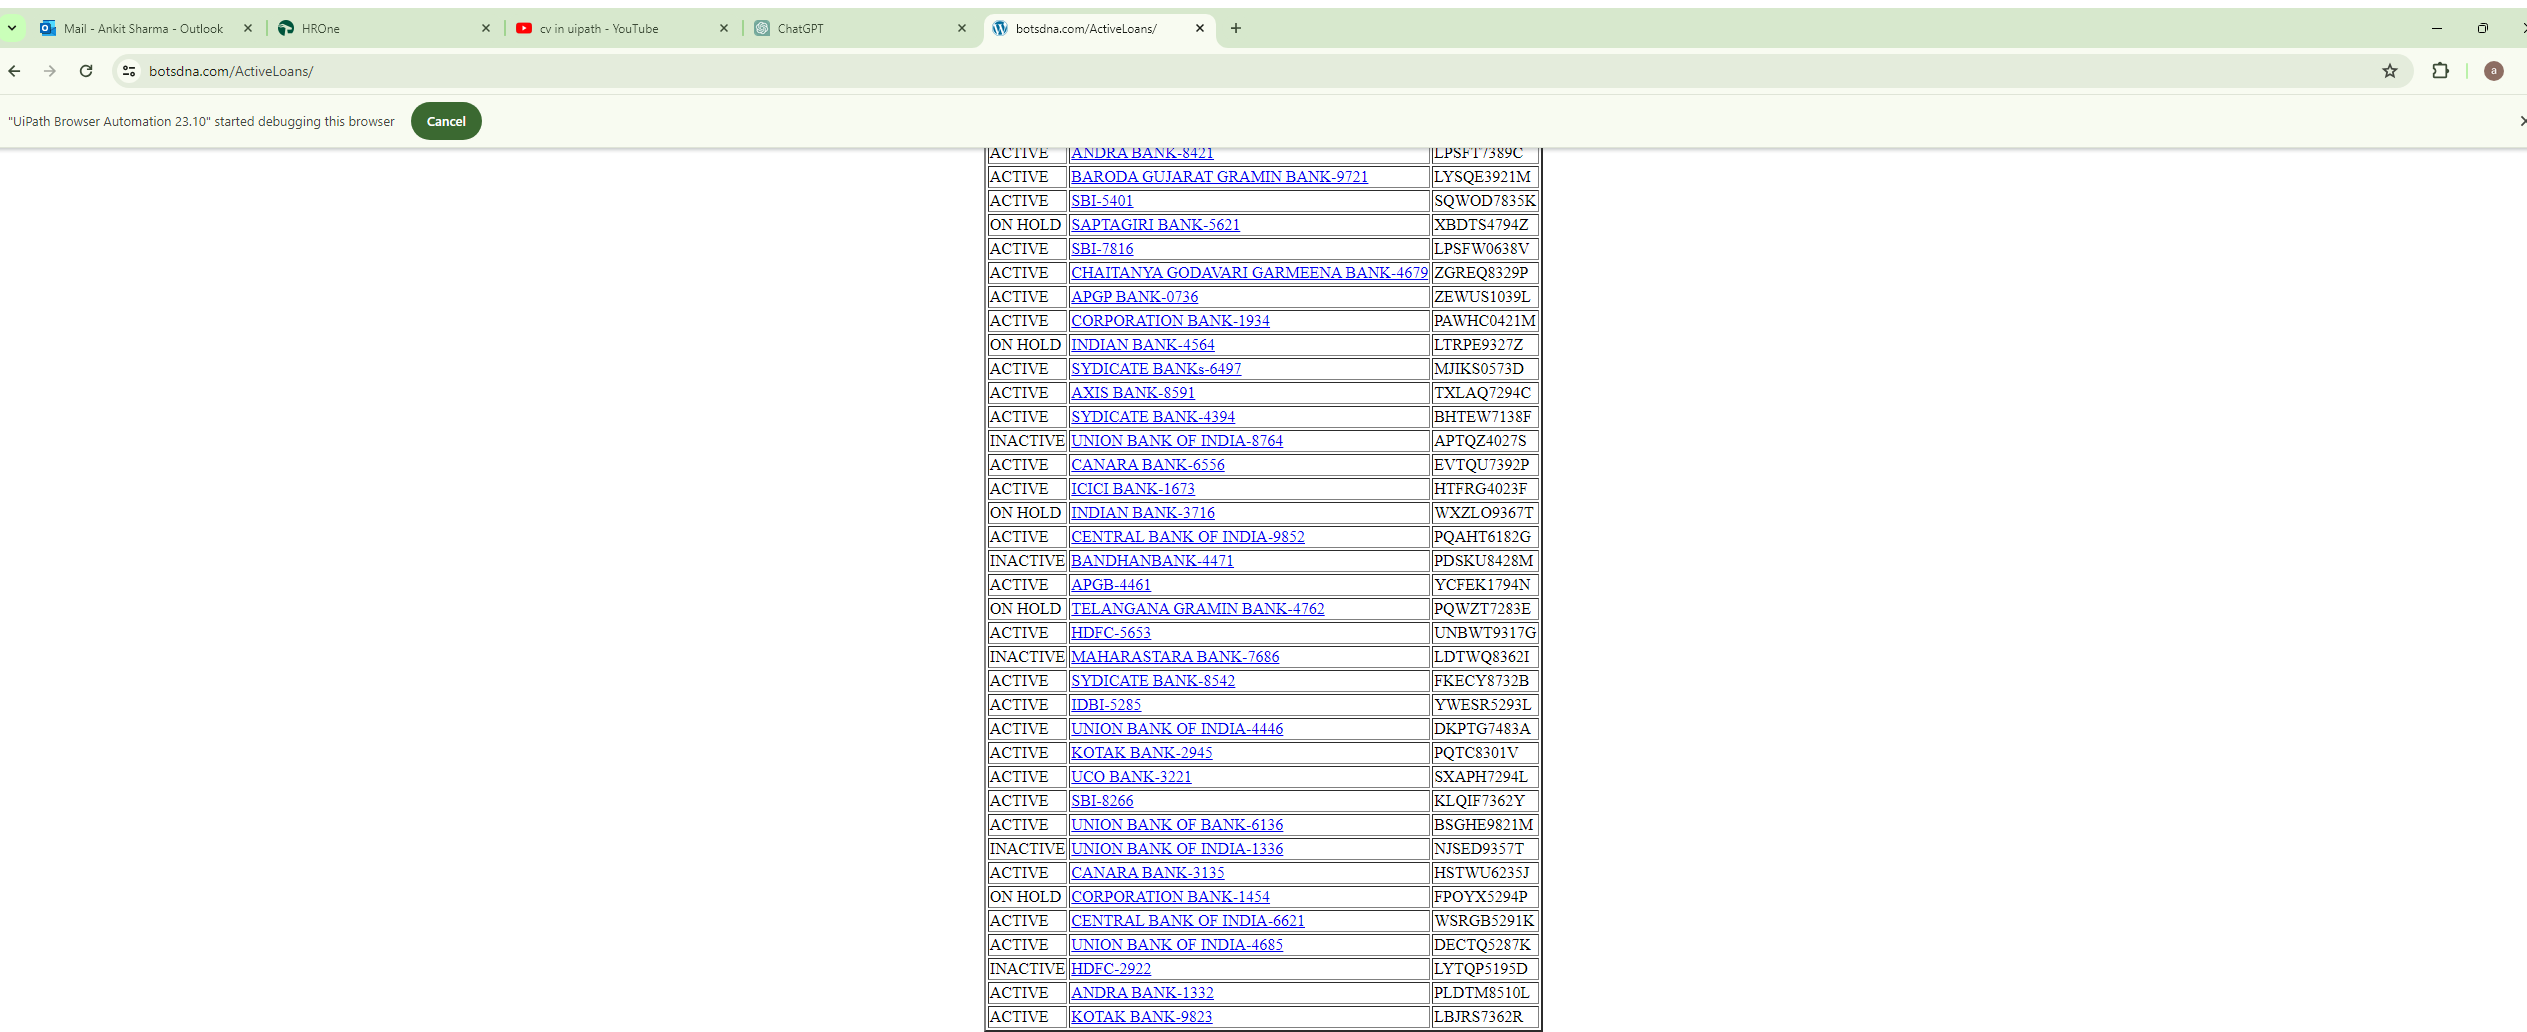 Mail - Ankit Sharma - Outlook
HROne
cv in uipath - YouTube
ChatGPT
botsdna.com/ActiveLoans/
botsdna.com/ActiveLoans/
a
"UiPath Browser Automation 23.10" started debugging this browser Cancel
ACTIVE ANDRA BANK-8421 LPSFT7389C
ACTIVE BARODA GUJARAT GRAMIN BANK-9721 LYSQE3921M
ACTIVE SBI-5401 SQWOD7835K
ON HOLD SAPTAGIRI BANK-5621 XBDTS4794Z
ACTIVE SBI-7816 LPSFW0638V
ACTIVE CHAITANYA GODAVARI GARMEENA BANK-4679 ZGREQ8329P
ACTIVE APGP BANK-0736 ZEWUS1039L
ACTIVE CORPORATION BANK-1934 PAWHC0421M
ON HOLD INDIAN BANK-4564 LTRPE9327Z
ACTIVE SYDICATE BANKs-6497 MJIKS0573D
ACTIVE AXIS BANK-8591 TXLAQ7294C
ACTIVE SYDICATE BANK-4394 BHTEW7138F
INACTIVE UNION BANK OF INDIA-8764 APTQZ4027S
ACTIVE CANARA BANK-6556 EVTQU7392P
ACTIVE ICICI BANK-1673 HTFRG4023F
ON HOLD INDIAN BANK-3716 WXZLO9367T
ACTIVE CENTRAL BANK OF INDIA-9852 PQAHT6182G
INACTIVE BANDHANBANK-4471 PDSKU8428M
ACTIVE APGB-4461 YCFEK1794N
ON HOLD TELANGANA GRAMIN BANK-4762 PQWZT7283E
ACTIVE HDFC-5653 UNBWT9317G
INACTIVE MAHARASTARA BANK-7686 LDTWQ8362I
ACTIVE SYDICATE BANK-8542 FKECY8732B
ACTIVE IDBI-5285 YWESR5293L
ACTIVE UNION BANK OF INDIA-4446 DKPTG7483A
ACTIVE KOTAK BANK-2945 PQTC8301V
ACTIVE UCO BANK-3221 SXAPH7294L
ACTIVE SBI-8266 KLQIF7362Y
ACTIVE UNION BANK OF BANK-6136 BSGHE9821M
INACTIVE UNION BANK OF INDIA-1336 NJSED9357T
ACTIVE CANARA BANK-3135 HSTWU6235J
ON HOLD CORPORATION BANK-1454 FPOYX5294P
ACTIVE CENTRAL BANK OF INDIA-6621 WSRGB5291K
ACTIVE UNION BANK OF INDIA-4685 DECTQ5287K
INACTIVE HDFC-2922 LYTQP5195D
ACTIVE ANDRA BANK-1332 PLDTM8510L
ACTIVE KOTAK BANK-9823 LBJRS7362R